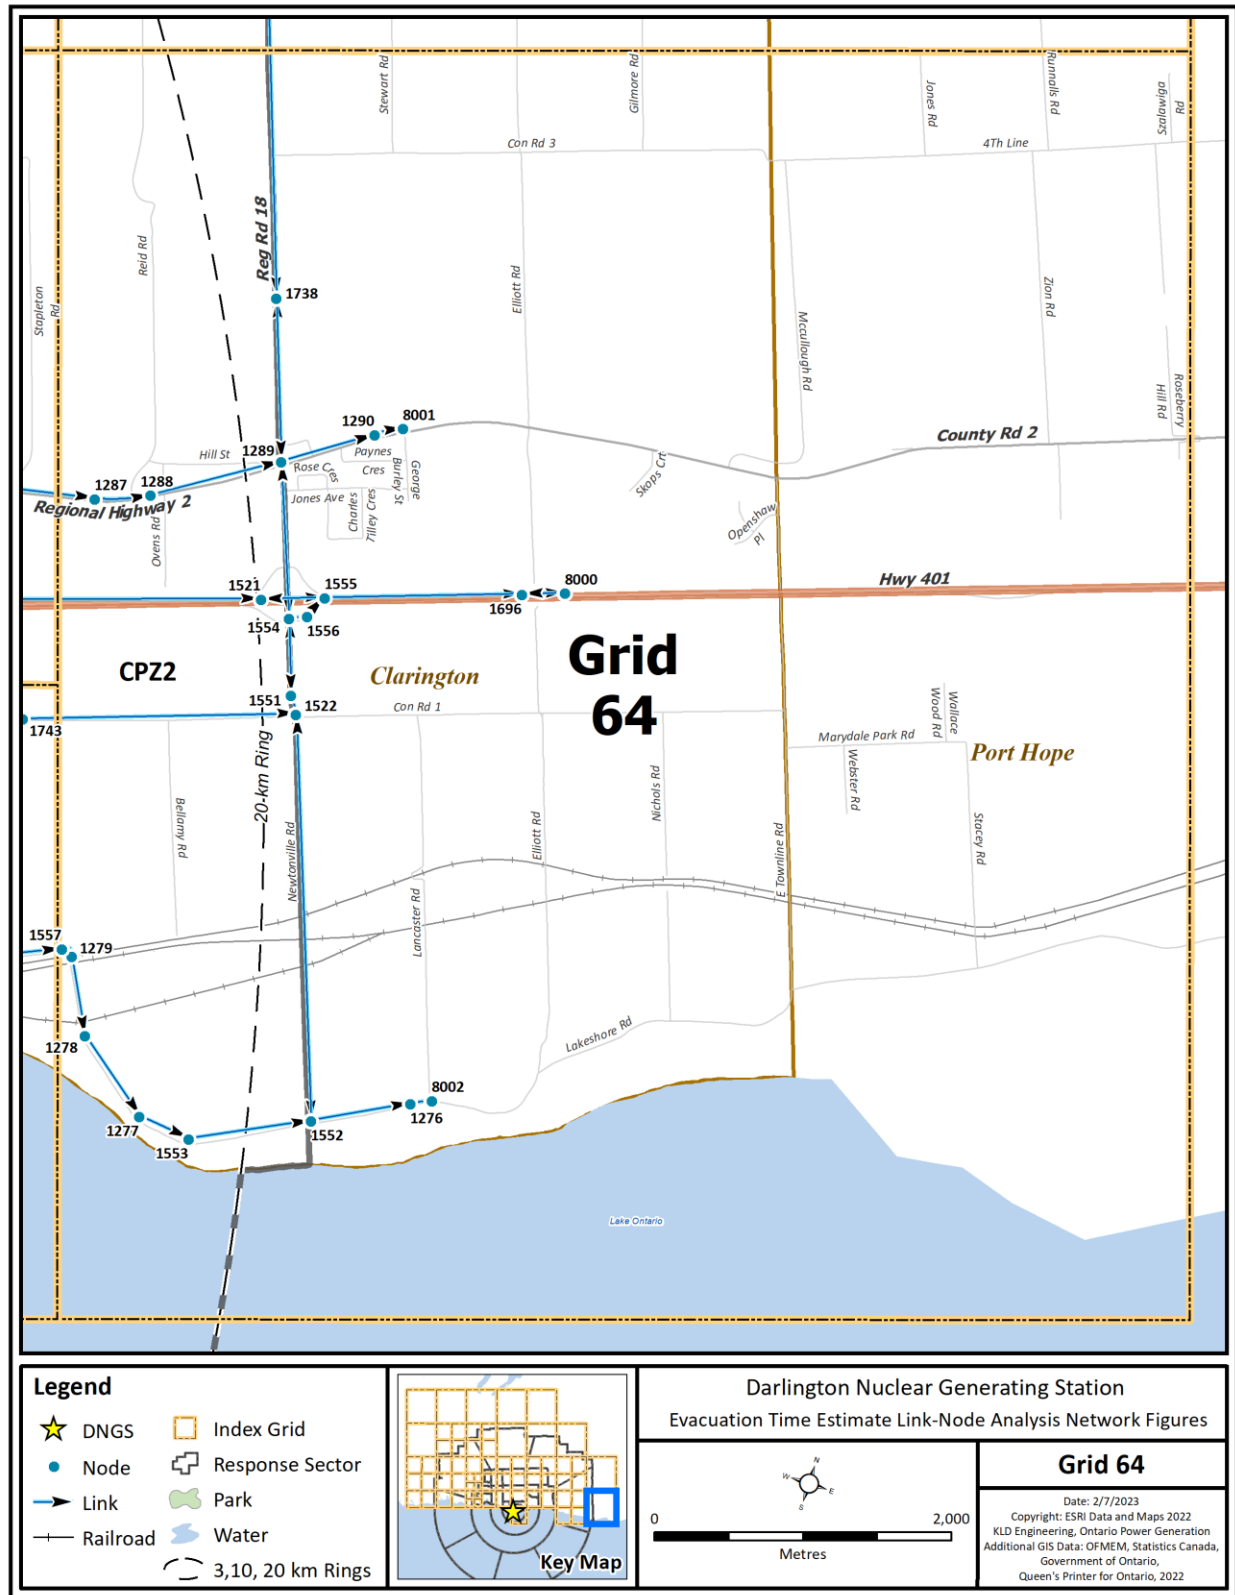 Stewart Rd
Gilmore Rd
Jones Rd
Runnalls Rd
Szalawiga
Rd
Con Rd 3
4Th Line
Reg Rd 18
Reid Rd
Stapleton
Rd
Elliott Rd
Zion Rd
Mccullough Rd
Roseberry
Hill Rd
1738
1290
8001
1289
Hill St
Paynes
Cres
Rose Cres
Burley St
George
County Rd 2
1287
1288
Regional Highway 2
Jones Ave
Charles
Tilley Cres
Skops Crt
Ovens Rd
Openshaw
Pl
1521
1555
8000
Hwy 401
1696
1554
1556
CPZ2
Clarington
Grid
64
1551
1522
Con Rd 1
1743
Wallace
Wood Rd
Marydale Park Rd
Webster Rd
Port Hope
20-km Ring
Bellamy Rd
Newtonville Rd
Elliott Rd
Nichols Rd
E Townline Rd
Stacey Rd
Lancaster Rd
1557
1279
1278
Lakeshore Rd
8002
1276
1277
1552
1553
Lake Ontario
Legend
DNGS
Node
Link
Railroad
Index Grid
Response Sector
Park
Water
3,10, 20 km Rings
Key Map
Darlington Nuclear Generating Station
Evacuation Time Estimate Link-Node Analysis Network Figures
N
W
E
S
0
2,000
Metres
Grid 64
Date: 2/7/2023
Copyright: ESRI Data and Maps 2022
KLD Engineering, Ontario Power Generation
Additional GIS Data: OFMEM, Statistics Canada,
Government of Ontario,
Queen's Printer for Ontario, 2022